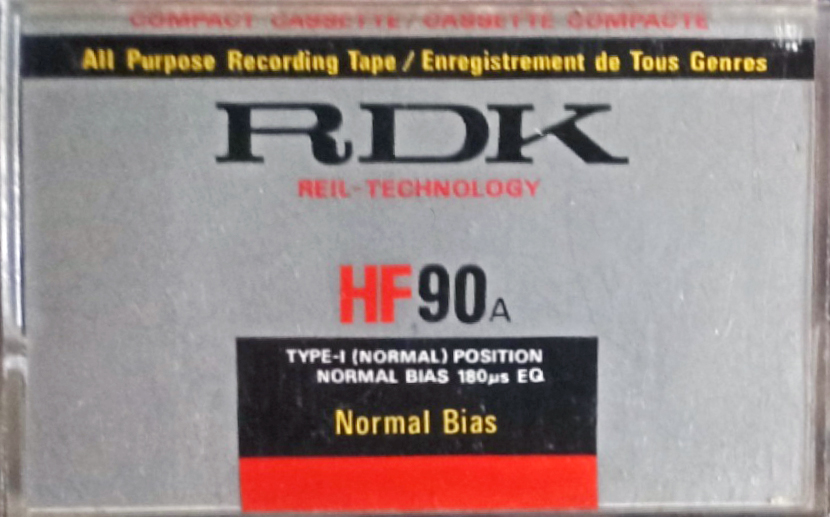 COMPACT CASSETTE / CASSETTE COMPACTE
All Purpose Recording Tape / Enregistrement de Tous Genres
RDK
REIL-TECHNOLOGY
HF90A
TYPE-I (NORMAL) POSITION
NORMAL BIAS 180µs EQ
Normal Bias